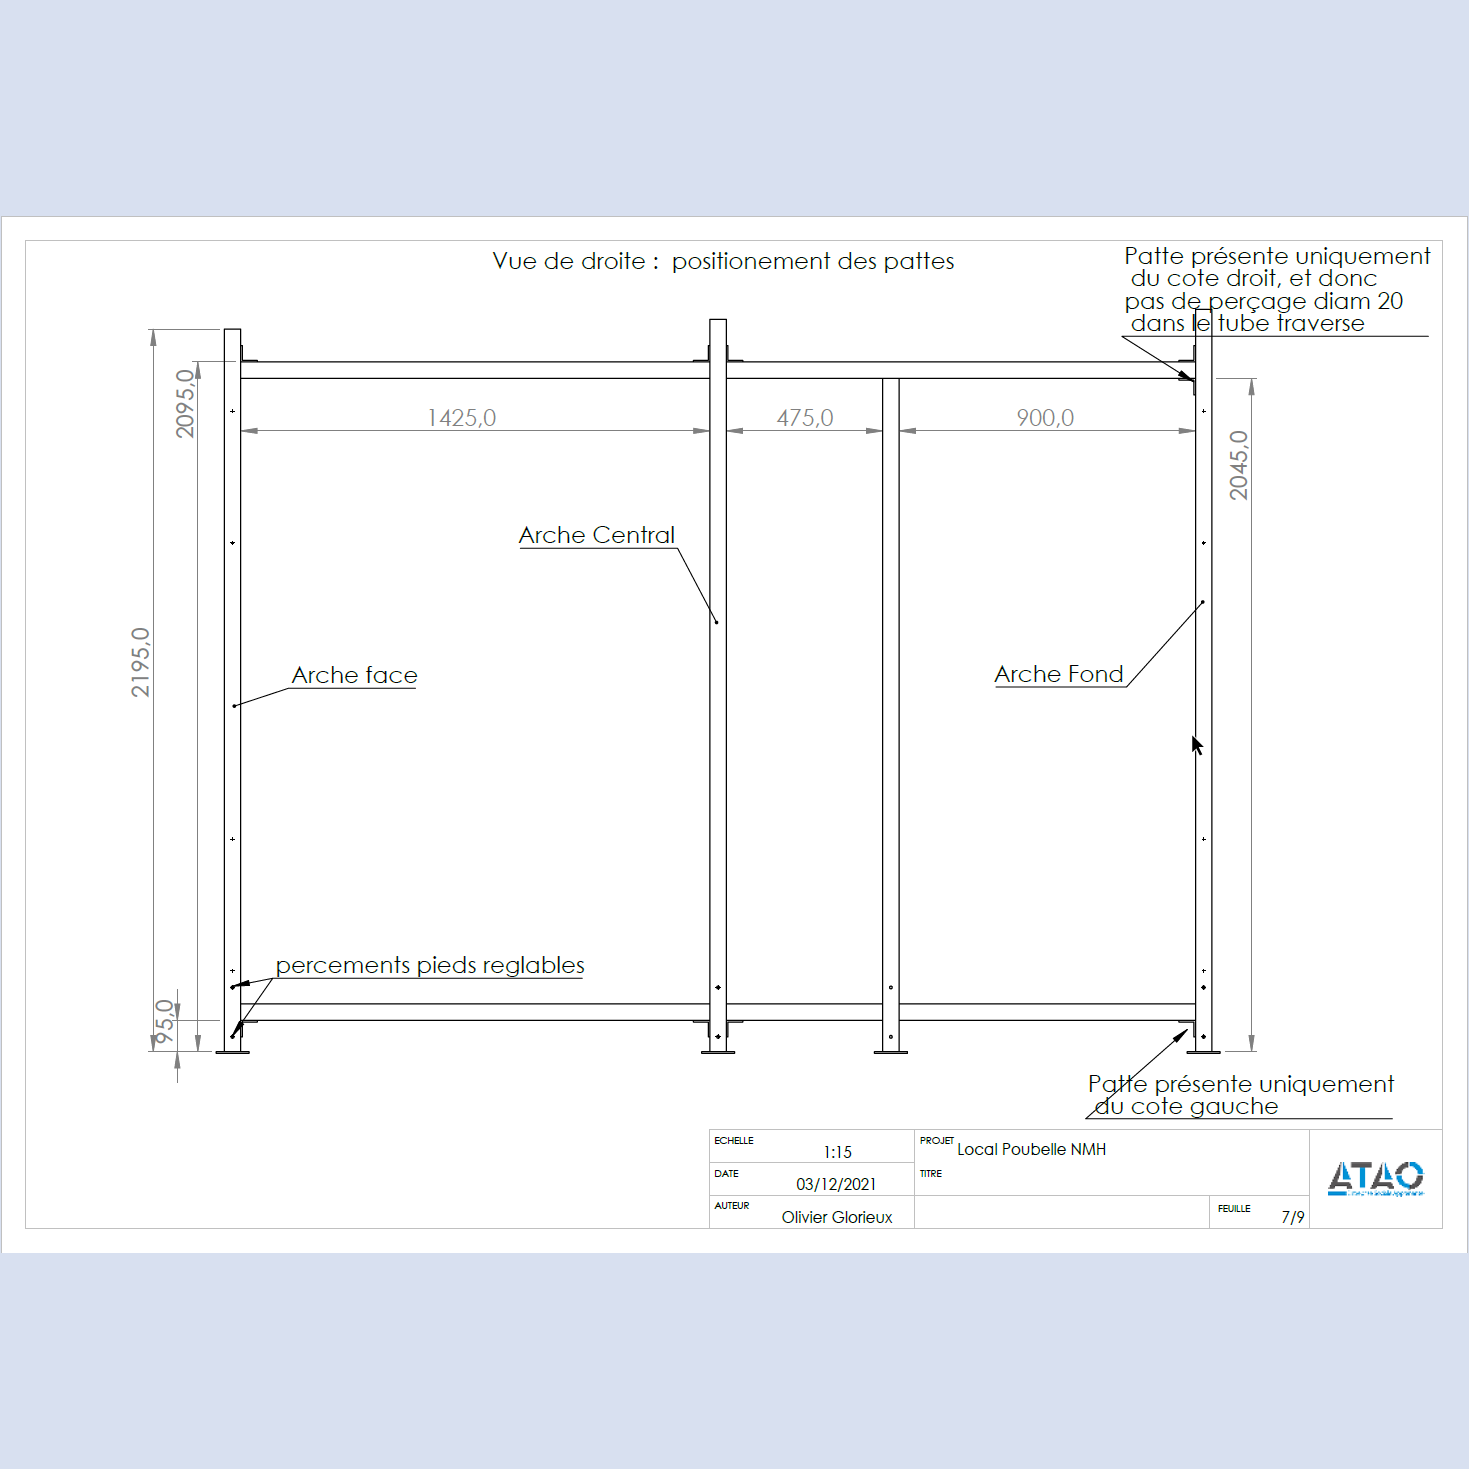 Vue de droite :  positionement des pattes
Patte présente uniquement
du cote droit, et donc
pas de perçage diam 20
dans le tube traverse
2095,0
1425,0
475,0
900,0
2045,0
Arche Central
2195,0
Arche face
Arche Fond
percements pieds reglables
95,0
Patte présente uniquement
du cote gauche
ECHELLE
1:15
PROJET
Local Poubelle NMH
DATE
03/12/2021
TITRE
AUTEUR
Olivier Glorieux
FEUILLE
7/9
ATAO